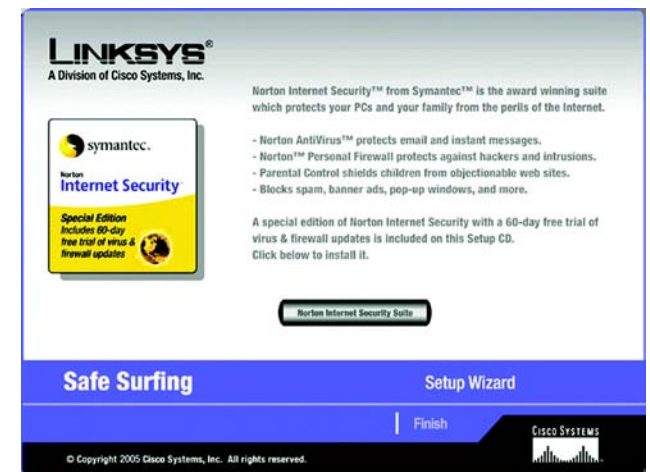 LINKSYS®
A Division of Cisco Systems, Inc.
Norton Internet Security™ from Symantec™ is the award winning suite
which protects your PCs and your family from the perils of the Internet.
- Norton AntiVirus™ protects email and instant messages.
- Norton™ Personal Firewall protects against hackers and intrusions.
- Parental Control shields children from objectionable web sites.
- Blocks spam, banner ads, pop-up windows, and more.
A special edition of Norton Internet Security with a 60-day free trial of
virus & firewall updates is included on this Setup CD.
Click below to install it.
symantec.
Norton
Internet Security
Special Edition
Includes 60-day
free trial of virus &
firewall updates
Norton Internet Security Suite
Safe Surfing
Setup Wizard
Finish
CISCO SYSTEMS
© Copyright 2005 Cisco Systems, Inc. All rights reserved.